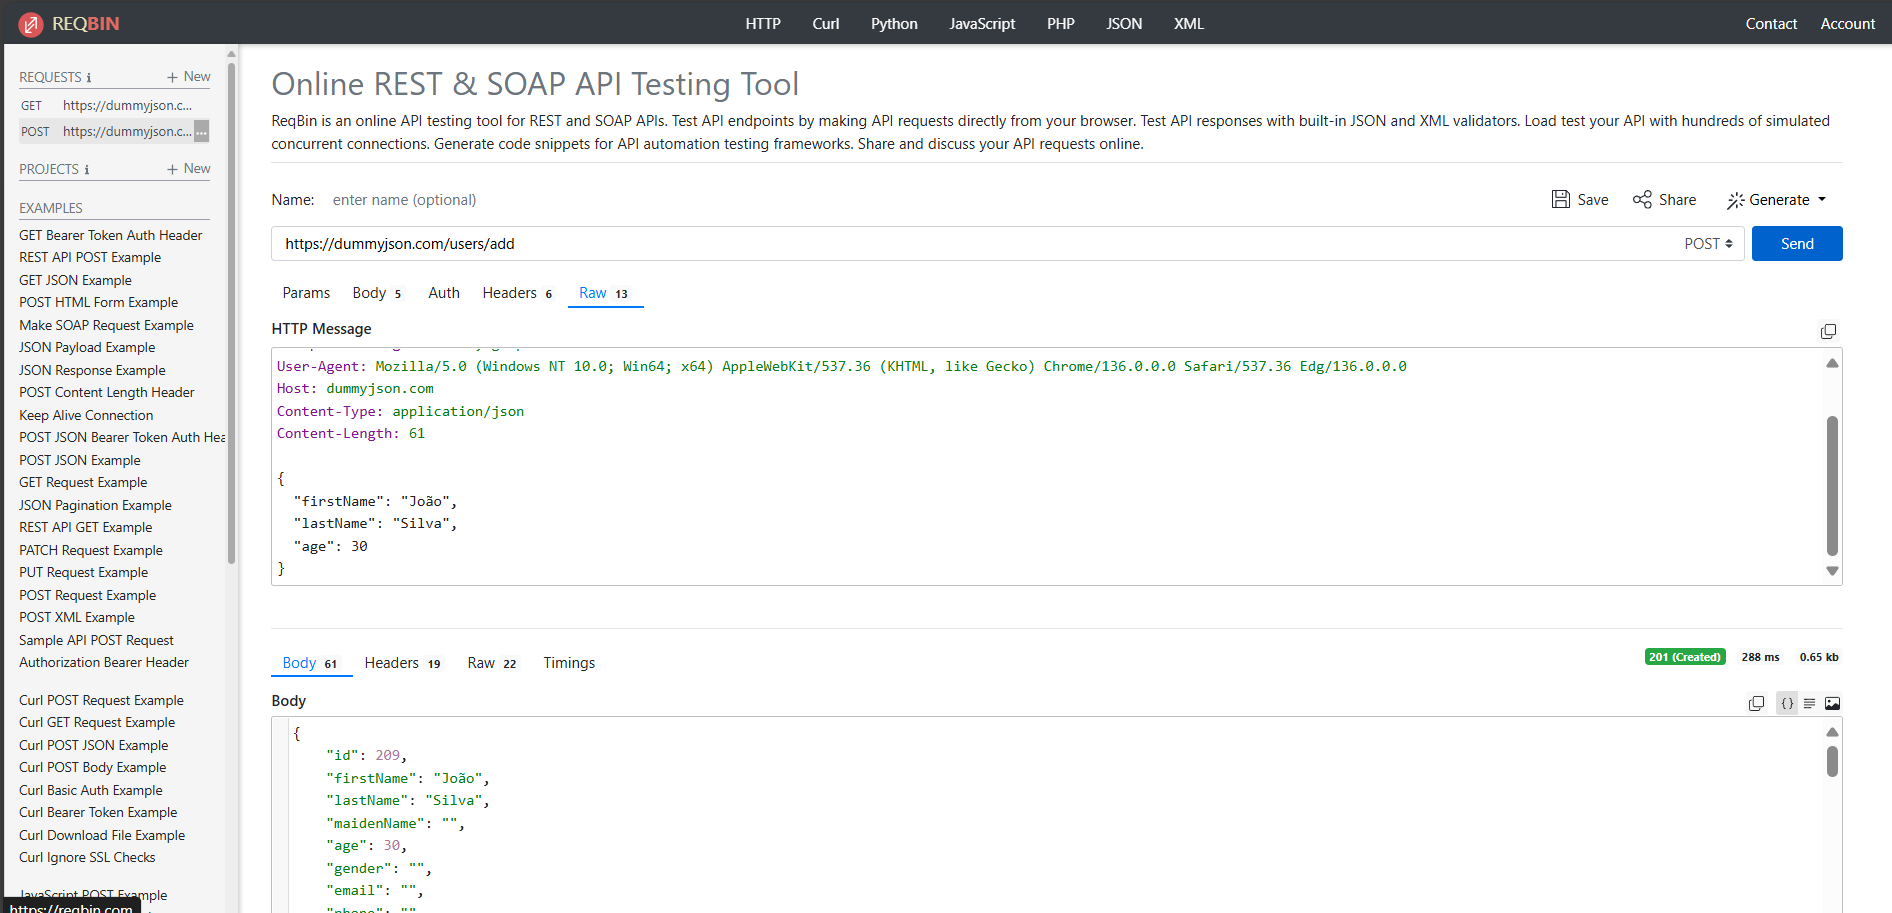 REQBIN
HTTP Curl Python JavaScript PHP JSON XML
Contact Account
REQUESTS + New
GET https://dummyjson.c...
POST https://dummyjson.c... ...
PROJECTS + New
EXAMPLES
GET Bearer Token Auth Header
REST API POST Example
GET JSON Example
POST HTML Form Example
Make SOAP Request Example
JSON Payload Example
JSON Response Example
POST Content Length Header
Keep Alive Connection
POST JSON Bearer Token Auth Hea
POST JSON Example
GET Request Example
JSON Pagination Example
REST API GET Example
PATCH Request Example
PUT Request Example
POST Request Example
POST XML Example
Sample API POST Request
Authorization Bearer Header
Curl POST Request Example
Curl GET Request Example
Curl POST JSON Example
Curl POST Body Example
Curl Basic Auth Example
Curl Bearer Token Example
Curl Download File Example
Curl Ignore SSL Checks
JavaScript POST Example
https://reqbin.com
Online REST & SOAP API Testing Tool
ReqBin is an online API testing tool for REST and SOAP APIs. Test API endpoints by making API requests directly from your browser. Test API responses with built-in JSON and XML validators. Load test your API with hundreds of simulated
concurrent connections. Generate code snippets for API automation testing frameworks. Share and discuss your API requests online.
Name: enter name (optional)
Save Share Generate
https://dummyjson.com/users/add POST Send
Params Body 5 Auth Headers 6 Raw 13
HTTP Message
User-Agent: Mozilla/5.0 (Windows NT 10.0; Win64; x64) AppleWebKit/537.36 (KHTML, like Gecko) Chrome/136.0.0.0 Safari/537.36 Edg/136.0.0.0
Host: dummyjson.com
Content-Type: application/json
Content-Length: 61
{
"firstName": "João",
"lastName": "Silva",
"age": 30
}
Body 61 Headers 19 Raw 22 Timings
201 (Created) 288 ms 0.65 kb
Body
{}
{
"id": 209,
"firstName": "João",
"lastName": "Silva",
"maidenName": "",
"age": 30,
"gender": "",
"email": "",
"phone": ""